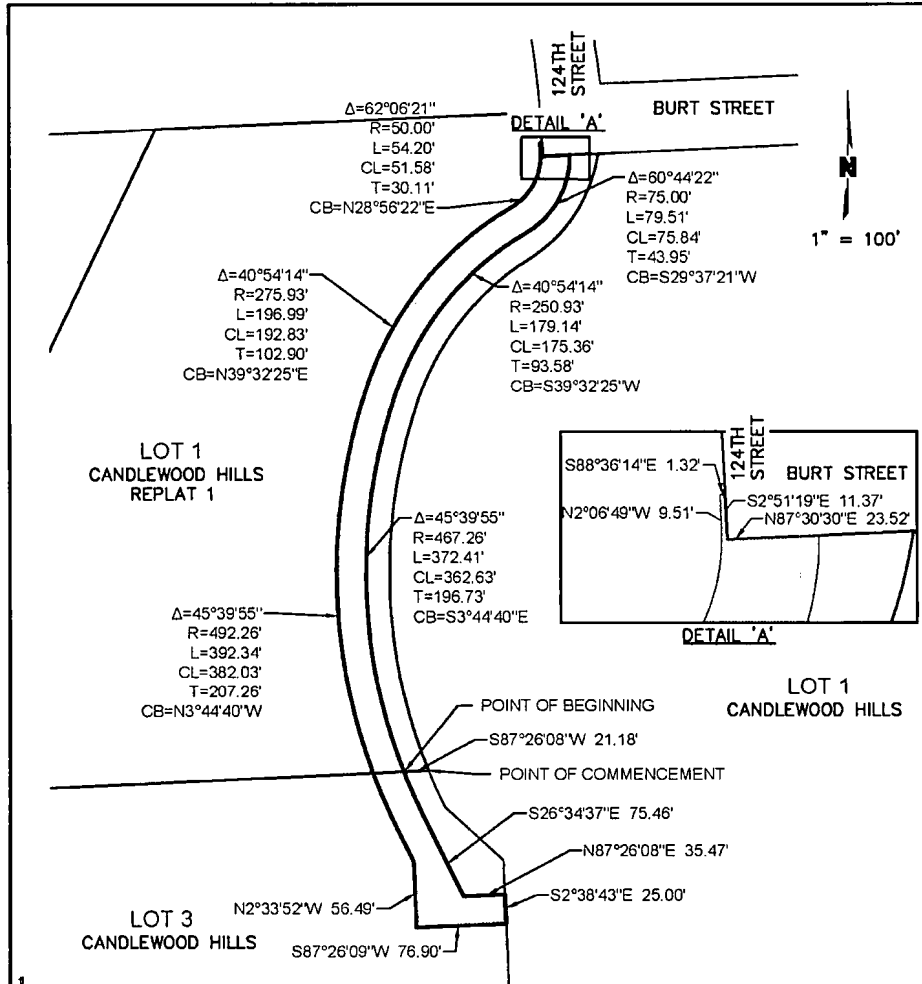 124TH
STREET
BURT STREET
DETAIL 'A'
Δ=62°06'21"
R=50.00'
L=54.20'
CL=51.58'
T=30.11'
CB=N28°56'22"E
Δ=60°44'22"
R=75.00'
L=79.51'
CL=75.84'
T=43.95'
CB=S29°37'21"W
N
1" = 100'
Δ=40°54'14"
R=275.93'
L=196.99'
CL=192.83'
T=102.90'
CB=N39°32'25"E
Δ=40°54'14"
R=250.93'
L=179.14'
CL=175.36'
T=93.58'
CB=S39°32'25"W
LOT 1
CANDLEWOOD HILLS
REPLAT 1
124TH
STREET
BURT STREET
S88°36'14"E 1.32'
S2°51'19"E 11.37'
N2°06'49"W 9.51'
N87°30'30"E 23.52'
DETAIL 'A'
Δ=45°39'55"
R=467.26'
L=372.41'
CL=362.63'
T=196.73'
CB=S3°44'40"E
Δ=45°39'55"
R=492.26'
L=392.34'
CL=382.03'
T=207.26'
CB=N3°44'40"W
LOT 1
CANDLEWOOD HILLS
POINT OF BEGINNING
S87°26'08"W 21.18'
POINT OF COMMENCEMENT
S26°34'37"E 75.46'
N87°26'08"E 35.47'
S2°38'43"E 25.00'
N2°33'52"W 56.49'
LOT 3
CANDLEWOOD HILLS
S87°26'09"W 76.90'
1